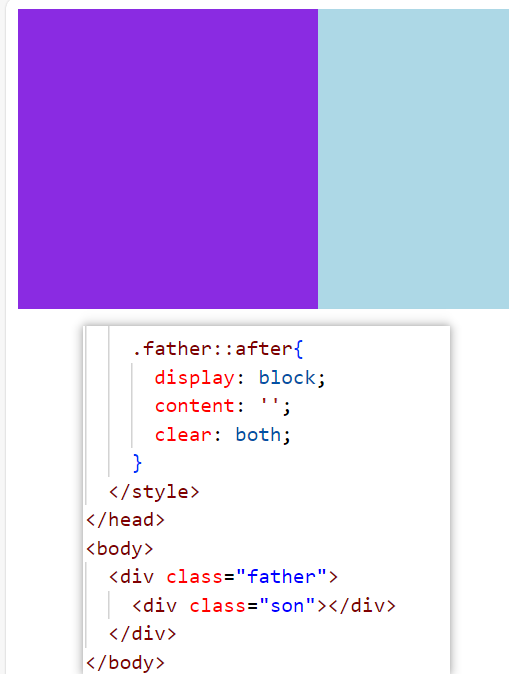 .father::after{
display: block;
content: '';
clear: both;
}
</style>
</head>
<body>
<div class="father">
<div class="son"></div>
</div>
</body>